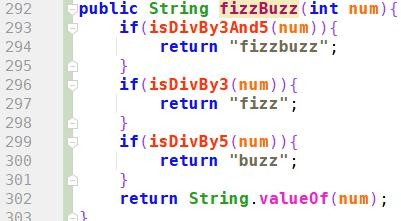 292 public String fizzBuzz(int num){
293 if(isDivBy3And5(num)){
294 return "fizzbuzz";
295 }
296 if(isDivBy3(num)){
297 return "fizz";
298 }
299 if(isDivBy5(num)){
300 return "buzz";
301 }
302 return String.valueOf(num);
303 }